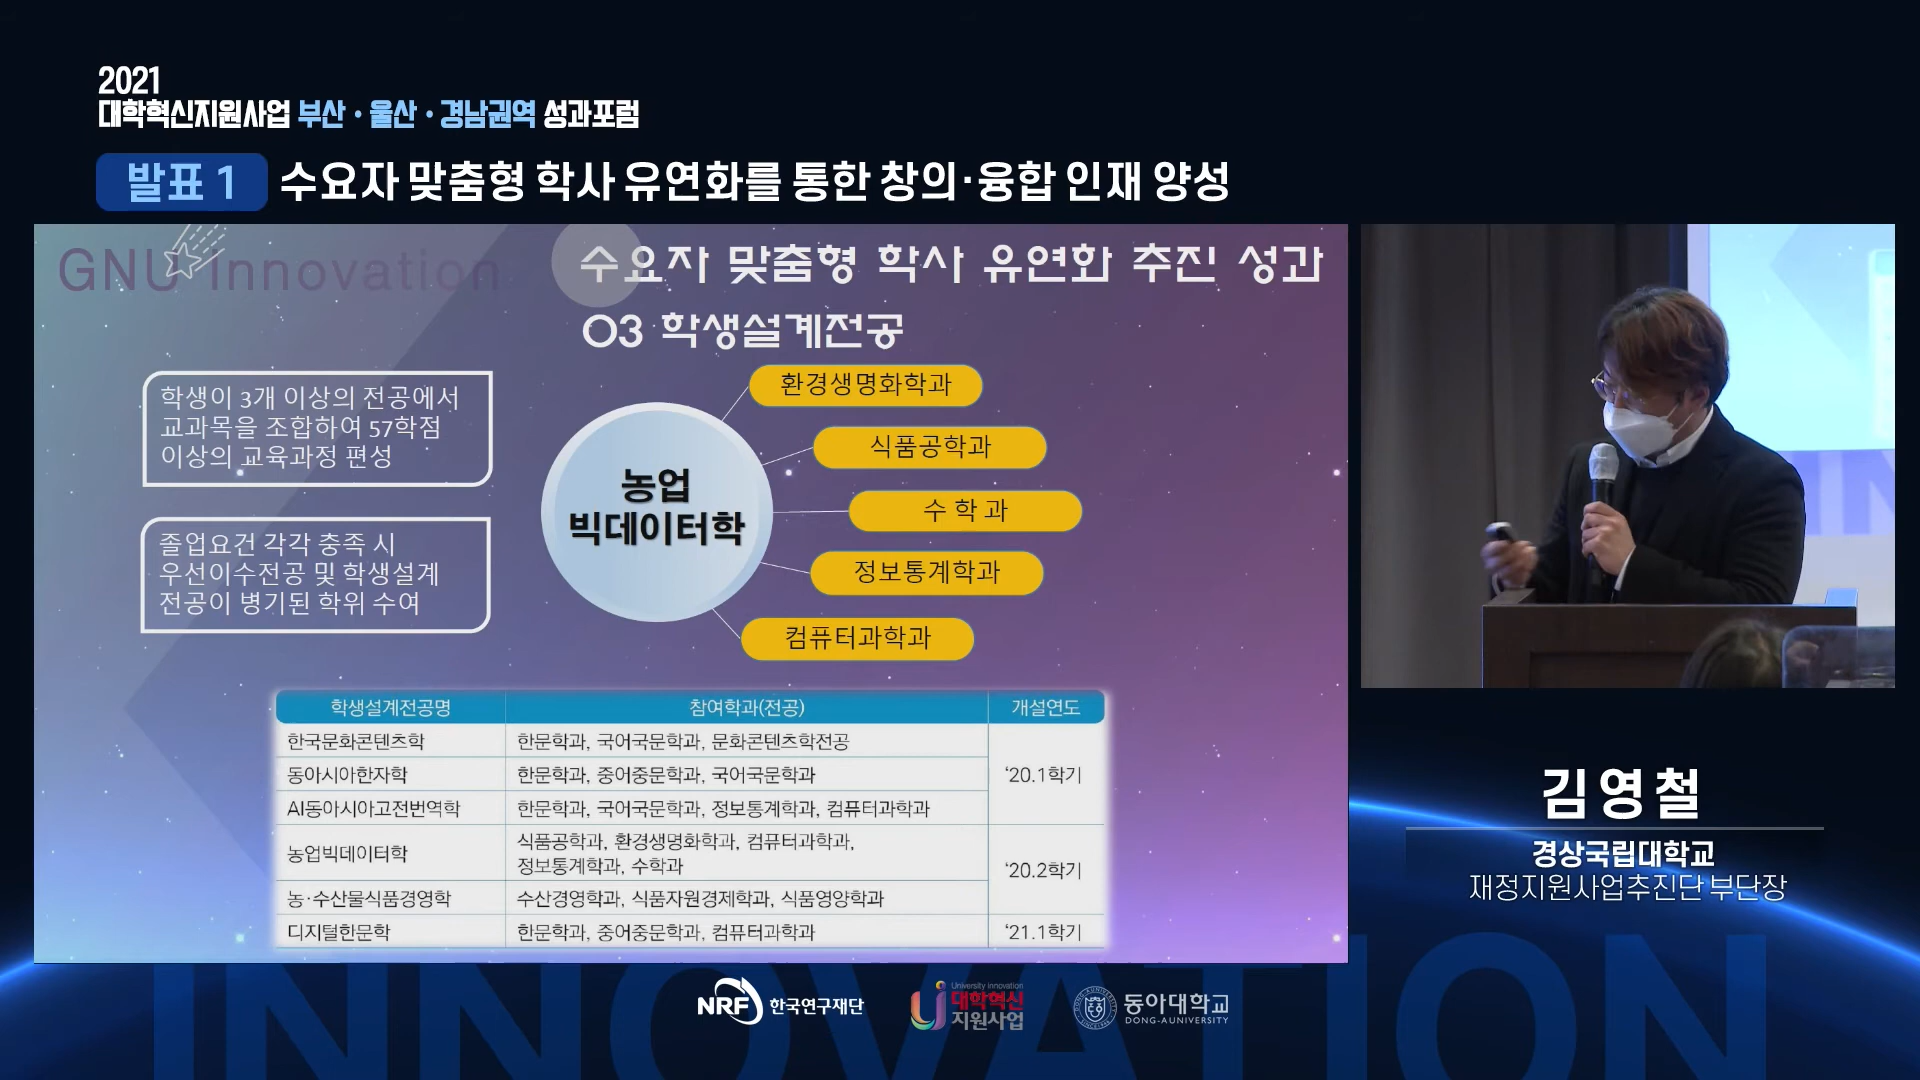 2021
대학혁신지원사업 부산·울산·경남권역 성과포럼
발표 1 수요자 맞춤형 학사 유연화를 통한 창의·융합 인재 양성
GNU Innovation
수요자 맞춤형 학사 유연화 추진 성과
03 학생설계전공
학생이 3개 이상의 전공에서
교과목을 조합하여 57학점
이상의 교육과정 편성
졸업요건 각각 충족 시
우선이수전공 및 학생설계
전공이 병기된 학위 수여
농업
빅데이터학
환경생명화학과
식품공학과
수 학 과
정보통계학과
컴퓨터과학과
학생설계전공명 참여학과(전공) 개설연도
한국문화콘텐츠학 한문학과, 국어국문학과, 문화콘텐츠학전공
동아시아한자학 한문학과, 중어중문학과, 국어국문학과 ‘20.1학기
AI동아시아고전번역학 한문학과, 국어국문학과, 정보통계학과, 컴퓨터과학과
농업빅데이터학 식품공학과, 환경생명화학과, 컴퓨터과학과,
정보통계학과, 수학과
‘20.2학기
농·수산물식품경영학 수산경영학과, 식품자원경제학과, 식품영양학과
디지털한문학 한문학과, 중어중문학과, 컴퓨터과학과 ‘21.1학기
김영철
경상국립대학교
재정지원사업추진단 부단장
INNOVATION
NRF 한국연구재단
University Innovation
대학혁신
지원사업
동아대학교
DONG-A UNIVERSITY